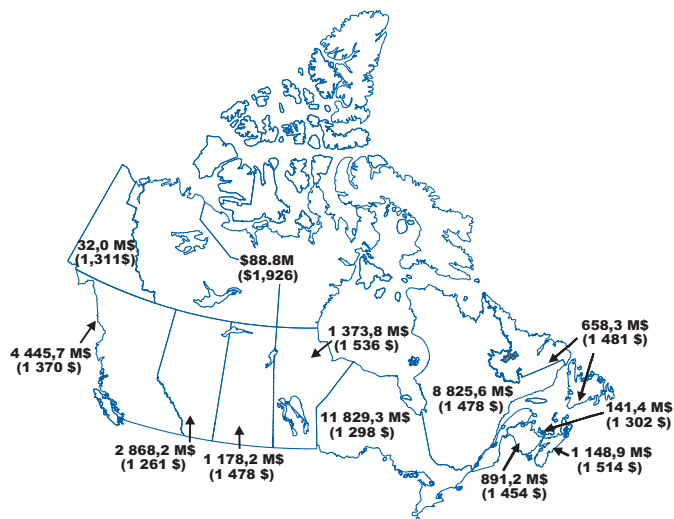 32,0 M$
(1,311$)
$88.8M
($1,926)
4 445,7 M$
(1 370 $)
1 373,8 M$
(1 536 $)
658,3 M$
(1 481 $)
8 825,6 M$
(1 478 $)
11 829,3 M$
(1 298 $)
141,4 M$
(1 302 $)
2 868,2 M$
(1 261 $)
1 178,2 M$
(1 478 $)
1 148,9 M$
(1 514 $)
891,2 M$
(1 454 $)